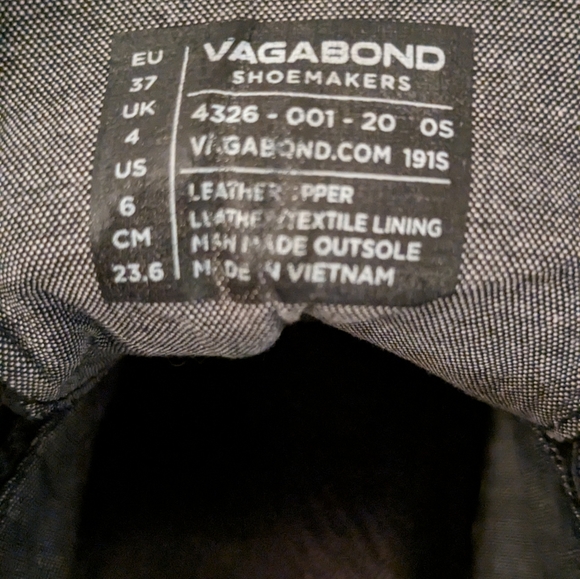 EU
37
UK
4
US
6
CM
23.6
VAGABOND
SHOEMAKERS
4326 - 001 - 20 OS
VAGABOND.COM 191S
LEATHER UPPER
LEATHER/TEXTILE LINING
MAN MADE OUTSOLE
MADE IN VIETNAM